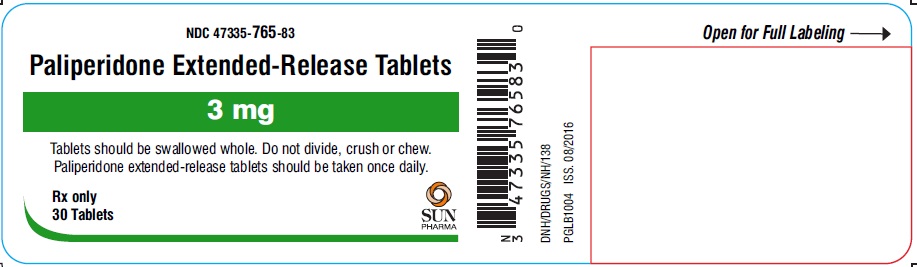 NDC 47335-765-83
Paliperidone Extended-Release Tablets
3 mg
Tablets should be swallowed whole. Do not divide, crush or chew.
Paliperidone extended-release tablets should be taken once daily.
Rx only
30 Tablets
SUN
PHARMA
N
3 47335 76583 0
DNH/DRUGS/NH/138
PGLB1004 ISS. 08/2016
Open for Full Labeling